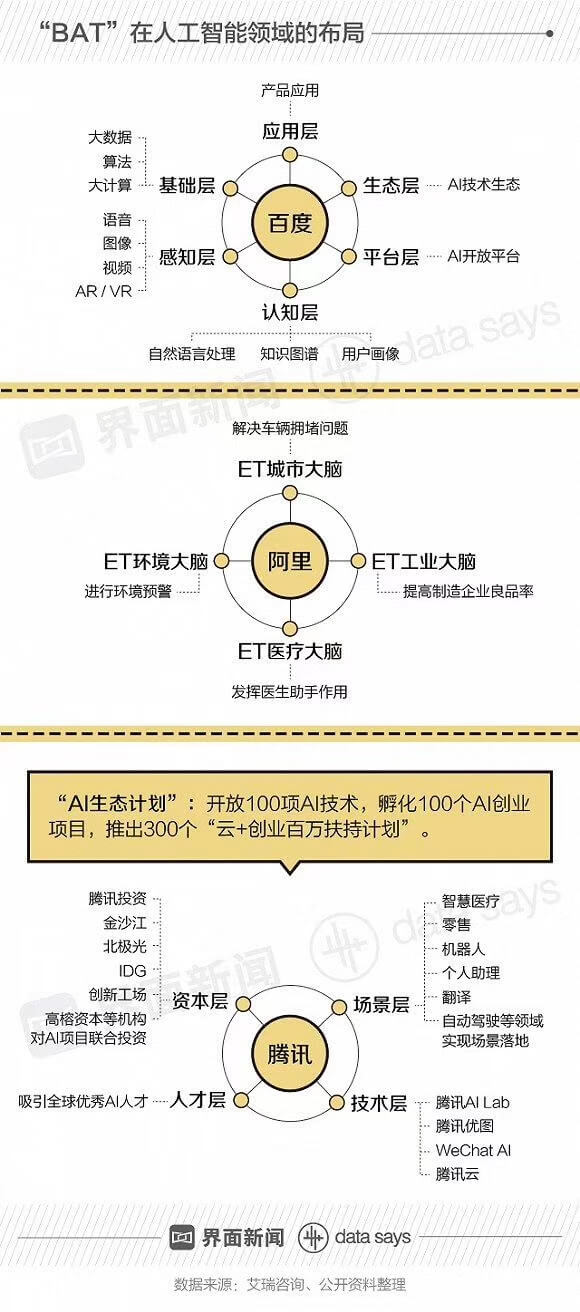 “BAT”在人工智能领域的布局
产品应用
应用层
大数据
算法
大计算
基础层
生态层
AI技术生态
百度
语音
图像
视频
AR / VR
感知层
平台层
AI开放平台
认知层
自然语言处理 知识图谱 用户画像
界面新闻 data says
解决车辆拥堵问题
ET城市大脑
ET环境大脑
进行环境预警
阿里
ET工业大脑
提高制造企业良品率
ET医疗大脑
发挥医生助手作用
“AI生态计划”：开放100项AI技术，孵化100个AI创业
项目，推出300个“云+创业百万扶持计划”。
腾讯投资
金沙江
北极光
IDG
创新工场
高榕资本等机构
对AI项目联合投资
资本层
智慧医疗
零售
机器人
个人助理
翻译
自动驾驶等领域
实现场景落地
场景层
腾讯
吸引全球优秀AI人才
人才层
技术层
腾讯AI Lab
腾讯优图
WeChat AI
腾讯云
界面新闻 data says
界面新闻 data says
数据来源：艾瑞咨询、公开资料整理